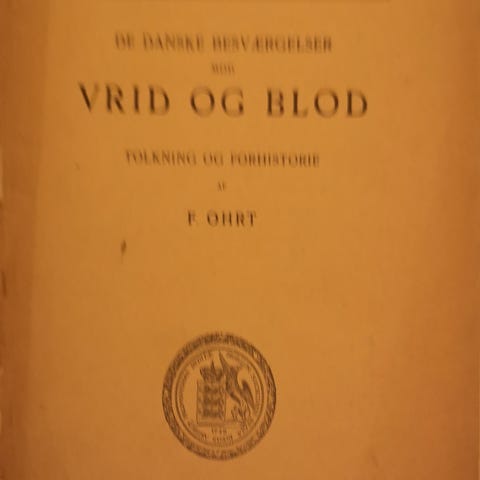 DE DANSKE BESVÆRGELSER
MOD
VRID OG BLOD
TOLKNING OG FORHISTORIE
AF
F. OHRT